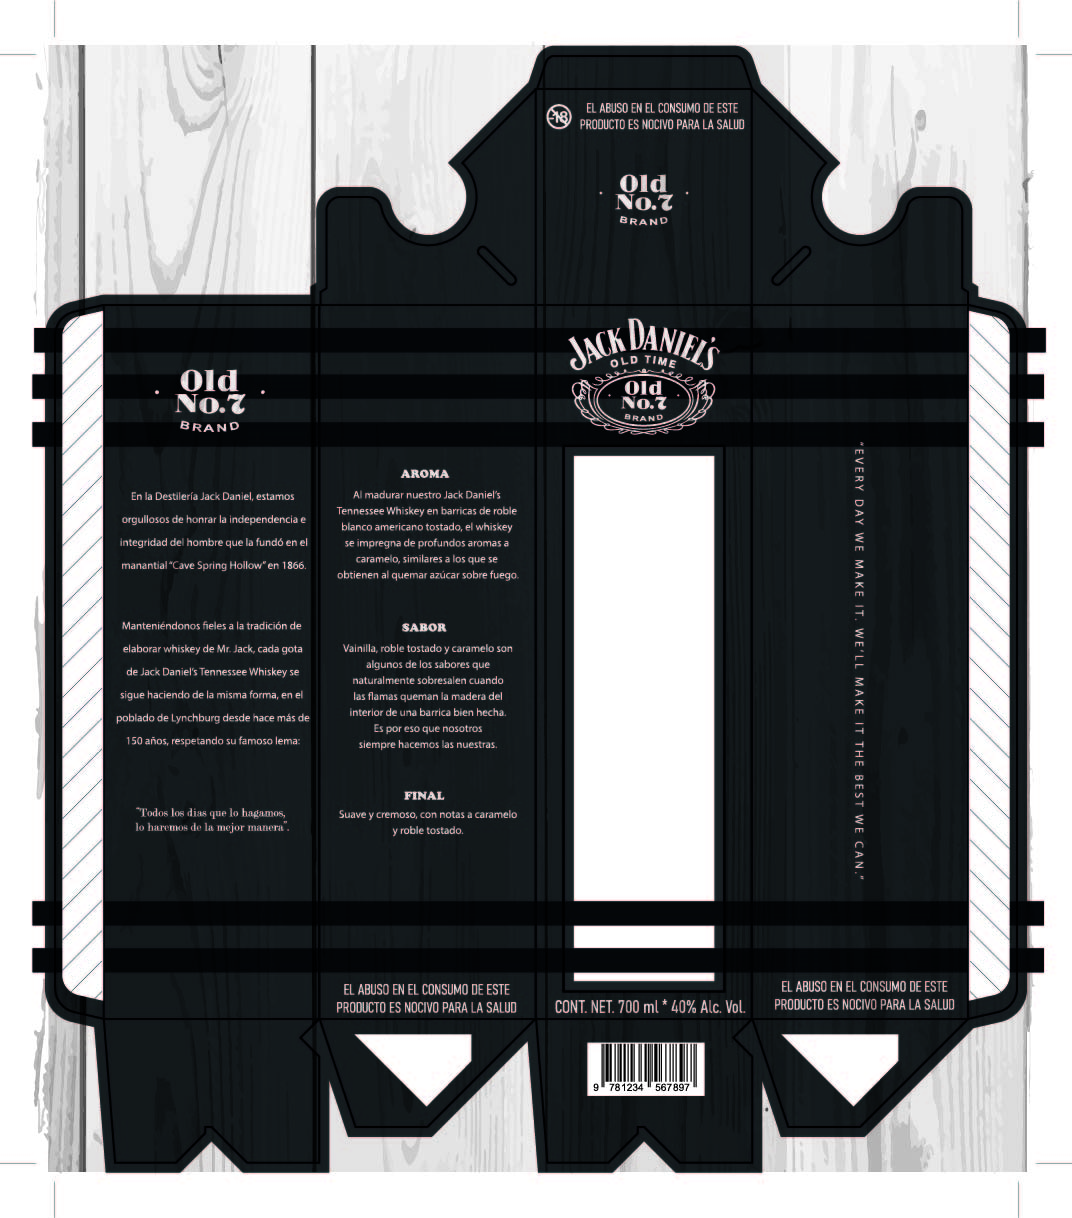 -18
EL ABUSO EN EL CONSUMO DE ESTE
PRODUCTO ES NOCIVO PARA LA SALUD
Old
No.7
BRAND
Old
No.7
BRAND
En la Destilería Jack Daniel, estamos
orgullosos de honrar la independencia e
integridad del hombre que la fundó en el
manantial “Cave Spring Hollow” en 1866.
Manteniéndonos fieles a la tradición de
elaborar whiskey de Mr. Jack, cada gota
de Jack Daniel’s Tennessee Whiskey se
sigue haciendo de la misma forma, en el
poblado de Lynchburg desde hace más de
150 años, respetando su famoso lema:
“Todos los dias que lo hagamos,
lo haremos de la mejor manera”.
AROMA
Al madurar nuestro Jack Daniel’s
Tennessee Whiskey en barricas de roble
blanco americano tostado, el whiskey
se impregna de profundos aromas a
caramelo, similares a los que se
obtienen al quemar azúcar sobre fuego.
SABOR
Vainilla, roble tostado y caramelo son
algunos de los sabores que
naturalmente sobresalen cuando
las flamas queman la madera del
interior de una barrica bien hecha.
Es por eso que nosotros
siempre hacemos las nuestras.
FINAL
Suave y cremoso, con notas a caramelo
y roble tostado.
EL ABUSO EN EL CONSUMO DE ESTE
PRODUCTO ES NOCIVO PARA LA SALUD
JACK DANIEL'S
OLD TIME
Old
No.7
BRAND
CONT. NET. 700 ml * 40% Alc. Vol.
9 781234 567897
“EVERY DAY WE MAKE IT. WE’LL MAKE IT THE BEST WE CAN.”
EL ABUSO EN EL CONSUMO DE ESTE
PRODUCTO ES NOCIVO PARA LA SALUD